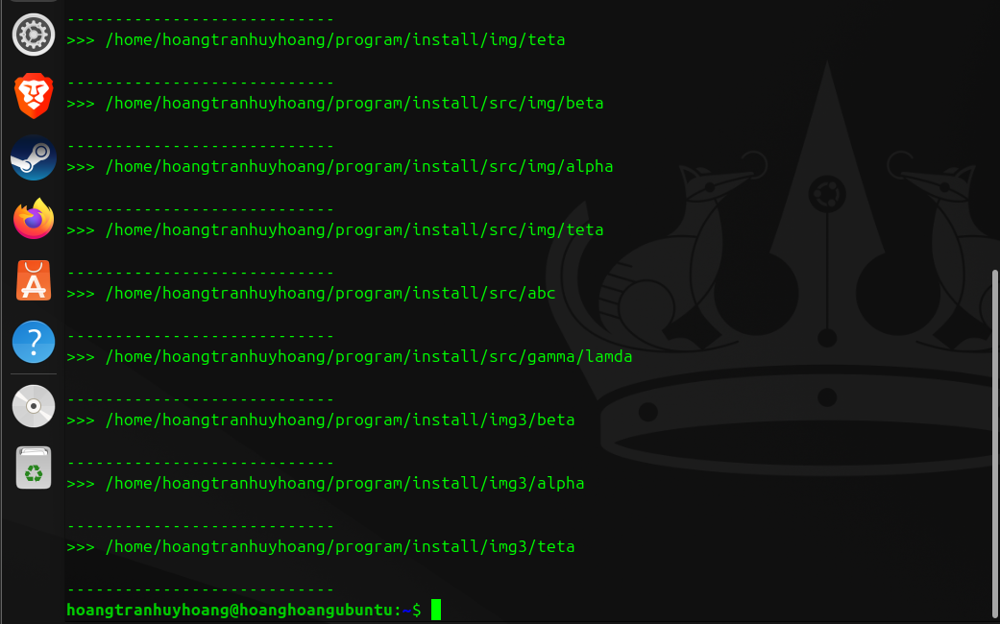 ----------------------------
>>> /home/hoangtranhuyhoang/program/install/img/teta
----------------------------
>>> /home/hoangtranhuyhoang/program/install/src/img/beta
----------------------------
>>> /home/hoangtranhuyhoang/program/install/src/img/alpha
----------------------------
>>> /home/hoangtranhuyhoang/program/install/src/img/teta
----------------------------
>>> /home/hoangtranhuyhoang/program/install/src/abc
----------------------------
>>> /home/hoangtranhuyhoang/program/install/src/gamma/lamda
----------------------------
>>> /home/hoangtranhuyhoang/program/install/img3/beta
----------------------------
>>> /home/hoangtranhuyhoang/program/install/img3/alpha
----------------------------
>>> /home/hoangtranhuyhoang/program/install/img3/teta
----------------------------
hoangtranhuyhoang@hoanghoangubuntu:~$